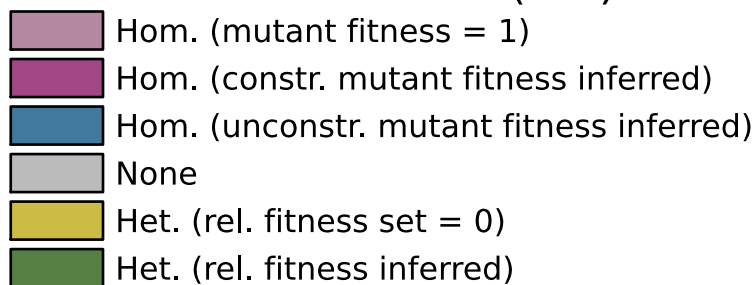 Hom. (mutant fitness = 1)
Hom. (constr. mutant fitness inferred)
Hom. (unconstr. mutant fitness inferred)
None
Het. (rel. fitness set = 0)
Het. (rel. fitness inferred)